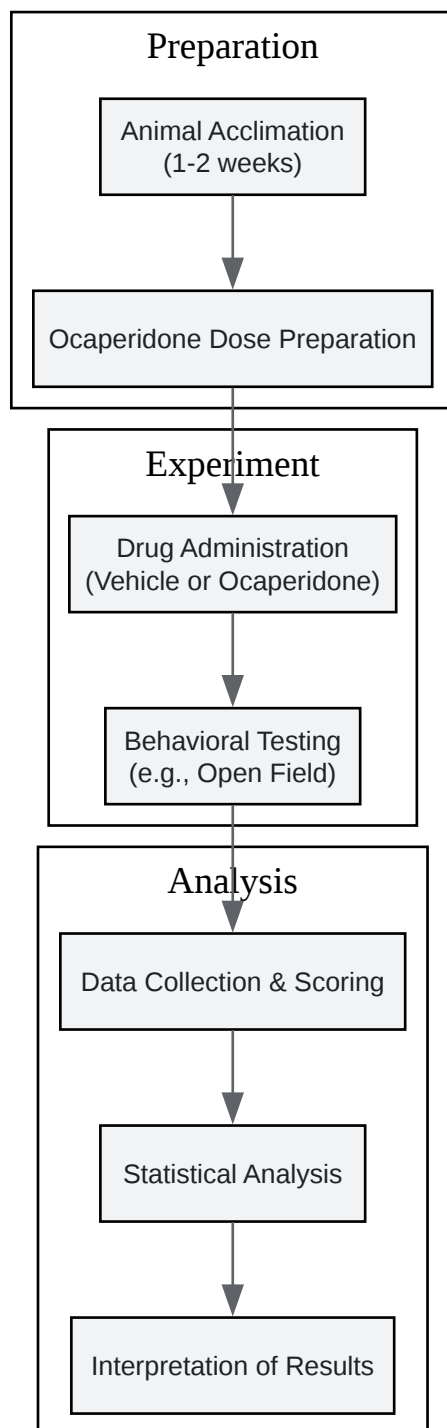 Preparation
Animal Acclimation
(1-2 weeks)
Ocaperidone Dose Preparation
Experiment
Drug Administration
(Vehicle or Ocaperidone)
Behavioral Testing
(e.g., Open Field)
Analysis
Data Collection & Scoring
Statistical Analysis
Interpretation of Results